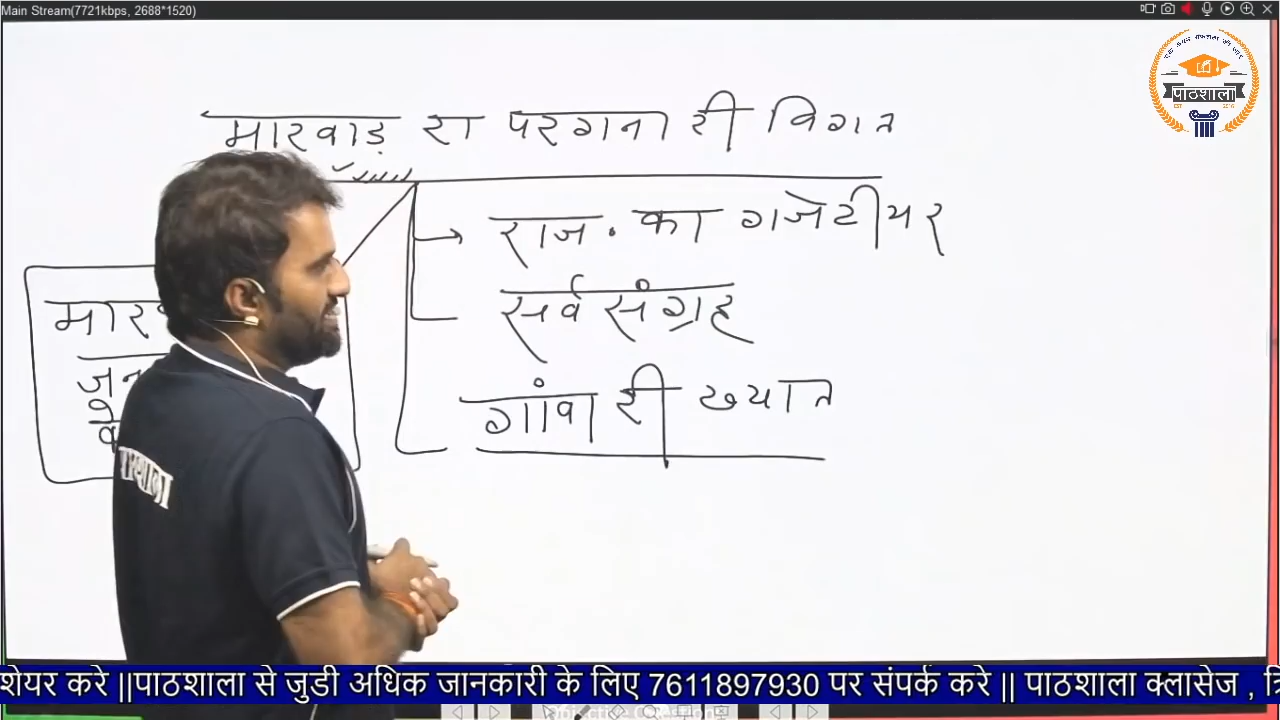 Main Stream(7721kbps, 2688*1520)
पाठशाला
मारवाड़ रा परगना री विगत
राज. का गजेटीयर
सर्व संग्रह
गांवा री ख्यात
शेयर करे ||पाठशाला से जुडी अधिक जानकारी के लिए 7611897930 पर संपर्क करे || पाठशाला क्लासेज ,